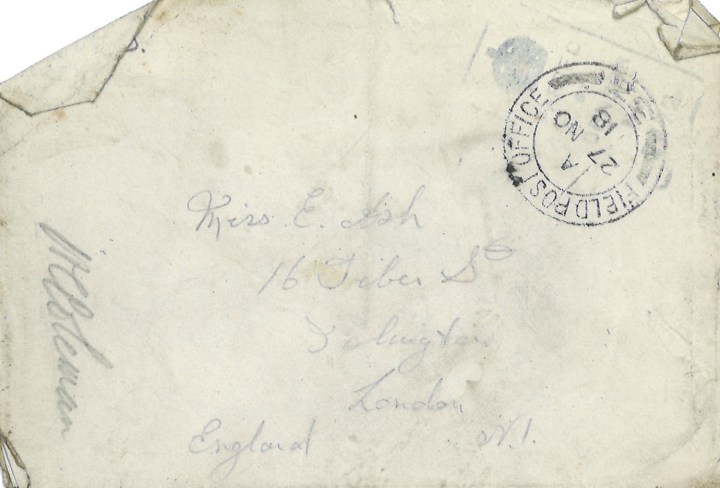 FIELD POST OFFICE
A
27 NO
18
Miss E. Ash
16 Tiber St
Islington
London
England N.1.